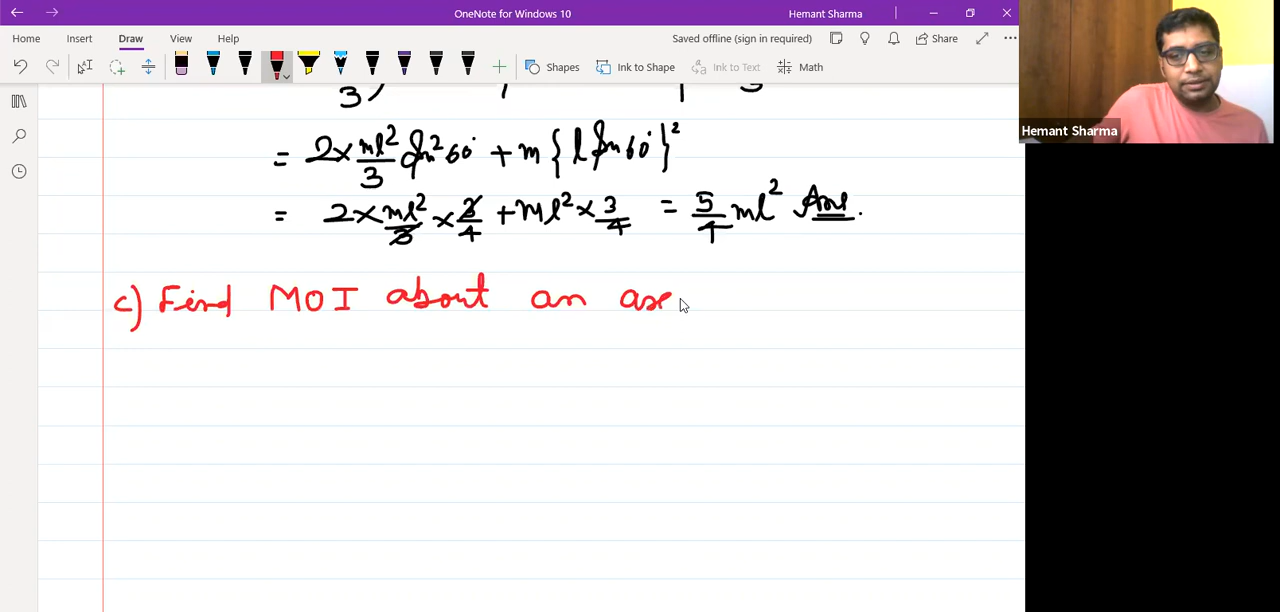 OneNote for Windows 10
Hemant Sharma
Home Insert Draw View Help
Saved offline (sign in required)
Share
Shapes
Ink to Shape
Ink to Text
Math
Hemant Sharma
3
= 2 × ml²/3 Sin²60° + m{l Sin60°}²
= 2 × ml²/3 × 3/4 + ml² × 3/4 = 5/4 ml² Ans.
c) Find MOI about an axe